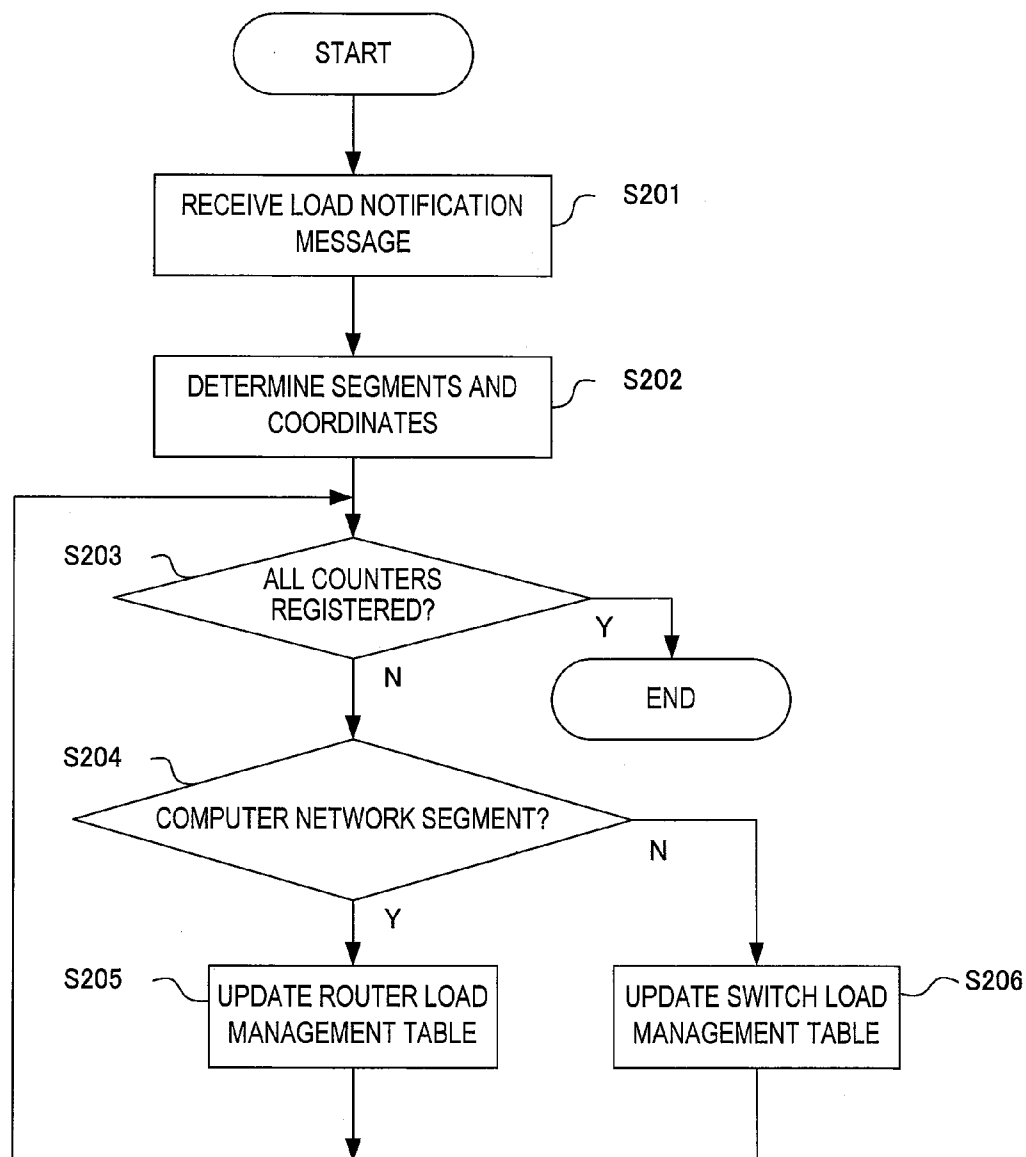 START
RECEIVE LOAD NOTIFICATION
MESSAGE
S201
DETERMINE SEGMENTS AND
COORDINATES
S202
S203
ALL COUNTERS
REGISTERED?
Y
N
END
S204
COMPUTER NETWORK SEGMENT?
N
Y
S205
UPDATE ROUTER LOAD
MANAGEMENT TABLE
UPDATE SWITCH LOAD
MANAGEMENT TABLE
S206